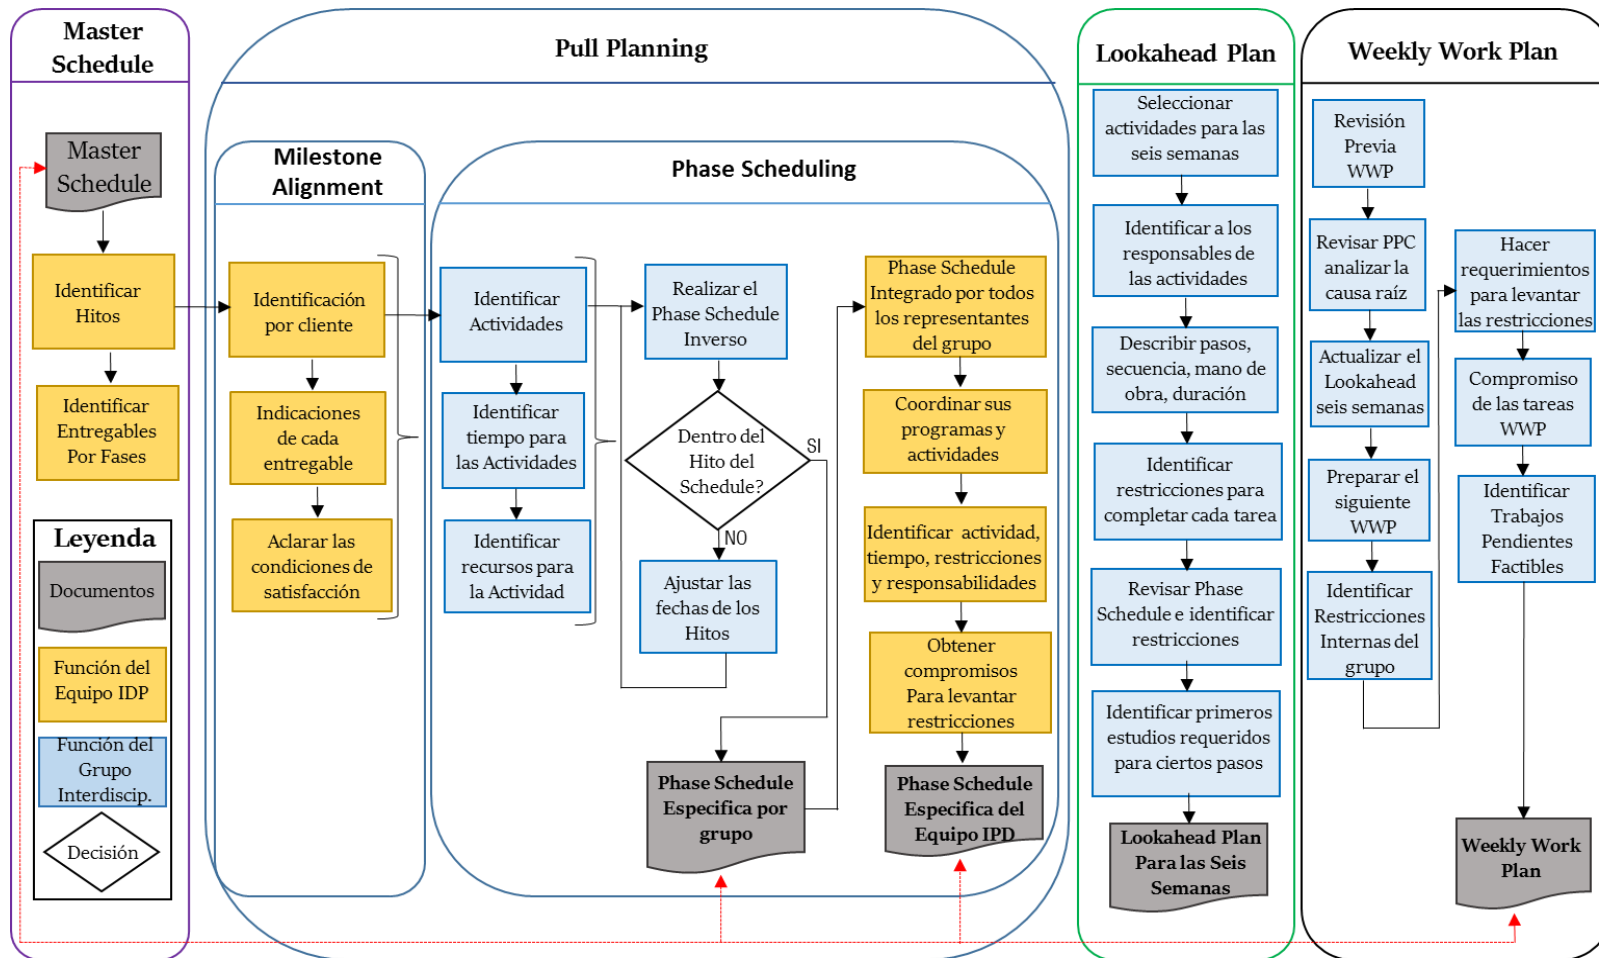 Master
Schedule
Master
Schedule
Identificar
Hitos
Identificar
Entregables
Por Fases
Leyenda
Documentos
Función del
Equipo IDP
Función del
Grupo
Interdiscip.
Decisión
Pull Planning
Milestone
Alignment
Identificación
por cliente
Indicaciones
de cada
entregable
Aclarar las
condiciones de
satisfacción
Phase Scheduling
Identificar
Actividades
Identificar
tiempo para
las Actividades
Identificar
recursos para
la Actividad
Realizar el
Phase Schedule
Inverso
Dentro del
Hito del
Schedule?
SI
NO
Ajustar las
fechas de los
Hitos
Phase Schedule
Especifica por
grupo
Phase Schedule
Integrado por todos
los representantes
del grupo
Coordinar sus
programas y
actividades
Identificar actividad,
tiempo, restricciones
y responsabilidades
Obtener
compromisos
Para levantar
restricciones
Phase Schedule
Especifica del
Equipo IPD
Lookahead Plan
Seleccionar
actividades para las
seis semanas
Identificar a los
responsables de
las actividades
Describir pasos,
secuencia, mano de
obra, duración
Identificar
restricciones para
completar cada tarea
Revisar Phase
Schedule e identificar
restricciones
Identificar primeros
estudios requeridos
para ciertos pasos
Lookahead Plan
Para las Seis
Semanas
Weekly Work Plan
Revisión
Previa
WWP
Revisar PPC
analizar la
causa raíz
Actualizar el
Lookahead
seis semanas
Preparar el
siguiente
WWP
Identificar
Restricciones
Internas del
grupo
Hacer
requerimientos
para levantar
las restricciones
Compromiso
de las tareas
WWP
Identificar
Trabajos
Pendientes
Factibles
Weekly Work
Plan